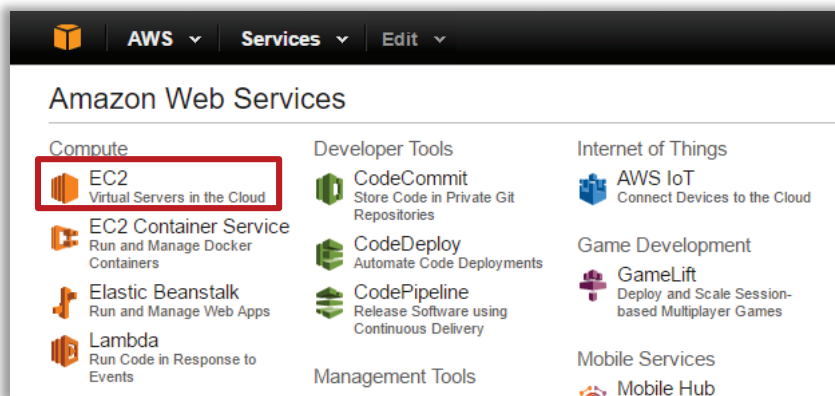 AWS Services Edit
Amazon Web Services
Compute
EC2
Virtual Servers in the Cloud
EC2 Container Service
Run and Manage Docker
Containers
Elastic Beanstalk
Run and Manage Web Apps
Lambda
Run Code in Response to
Events
Developer Tools
CodeCommit
Store Code in Private Git
Repositories
CodeDeploy
Automate Code Deployments
CodePipeline
Release Software using
Continuous Delivery
Management Tools
Internet of Things
AWS IoT
Connect Devices to the Cloud
Game Development
GameLift
Deploy and Scale Session-
based Multiplayer Games
Mobile Services
Mobile Hub